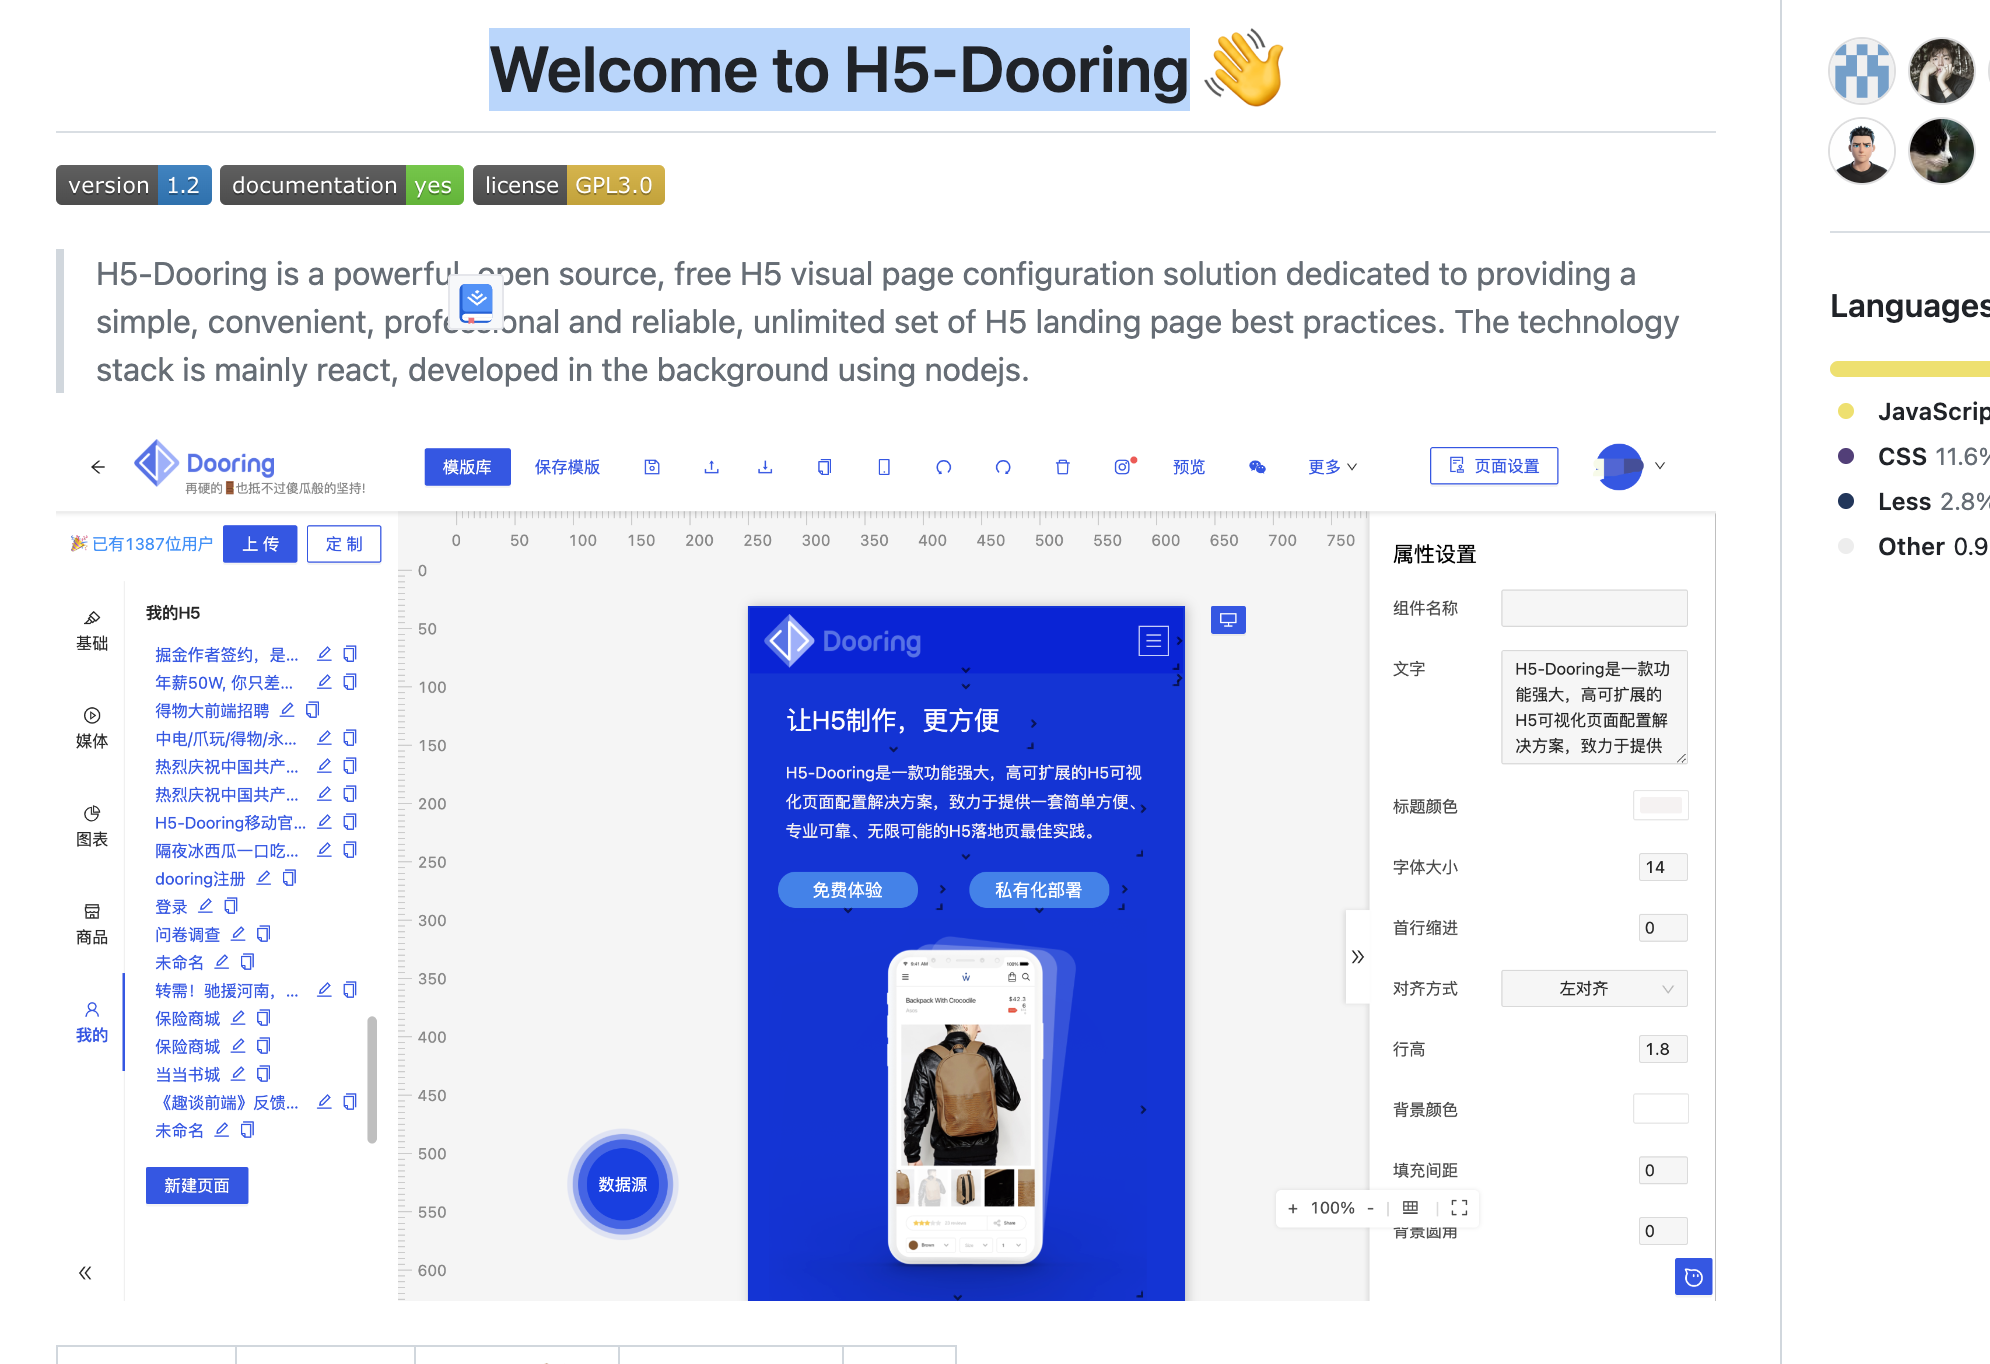 Welcome to H5-Dooring 👋
version 1.2
documentation yes
license GPL3.0
H5-Dooring is a powerful, open source, free H5 visual page configuration solution dedicated to providing a
simple, convenient, professional and reliable, unlimited set of H5 landing page best practices. The technology
stack is mainly react, developed in the background using nodejs.
Dooring
再硬的🚪也抵不过傻瓜般的坚持!
模版库
保存模版
预览
更多
页面设置
🎉 已有1387位用户
上 传
定 制
基础
媒体
图表
商品
我的
我的H5
掘金作者签约，是...
年薪50W, 你只差...
得物大前端招聘
中电/爪玩/得物/永...
热烈庆祝中国共产...
热烈庆祝中国共产...
H5-Dooring移动官...
隔夜冰西瓜一口吃...
dooring注册
登录
问卷调查
未命名
转需！驰援河南，...
保险商城
保险商城
当当书城
《趣谈前端》反馈...
未命名
新建页面
0 50 100 150 200 250 300 350 400 450 500 550 600 650 700 750
0
50
100
150
200
250
300
350
400
450
500
550
600
数据源
Dooring
让H5制作，更方便
H5-Dooring是一款功能强大，高可扩展的H5可视
化页面配置解决方案，致力于提供一套简单方便、
专业可靠、无限可能的H5落地页最佳实践。
免费体验
私有化部署
9:41 AM
100%
Backpack With Crocodile
Share
Brown
+ 100% -
属性设置
组件名称
文字
H5-Dooring是一款功
能强大，高可扩展的
H5可视化页面配置解
决方案，致力于提供
标题颜色
字体大小 14
首行缩进 0
对齐方式 左对齐
行高 1.8
背景颜色
填充间距 0
背景圆角 0
Languages
JavaScrip
CSS 11.6%
Less 2.8%
Other 0.9